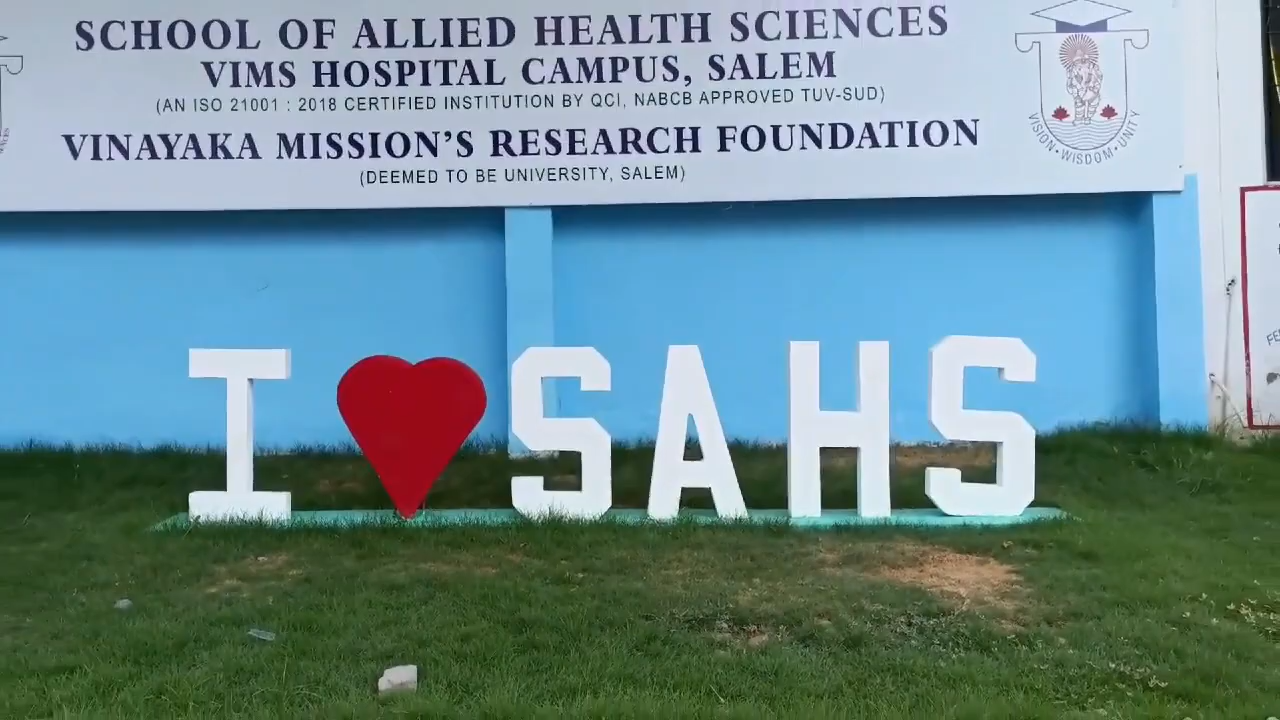 SCHOOL OF ALLIED HEALTH SCIENCES
VIMS HOSPITAL CAMPUS, SALEM
(AN ISO 21001 : 2018 CERTIFIED INSTITUTION BY QCI, NABCB APPROVED TUV-SUD)
VINAYAKA MISSION'S RESEARCH FOUNDATION
(DEEMED TO BE UNIVERSITY, SALEM)
VISION • WISDOM • UNITY
I ♥ SAHS